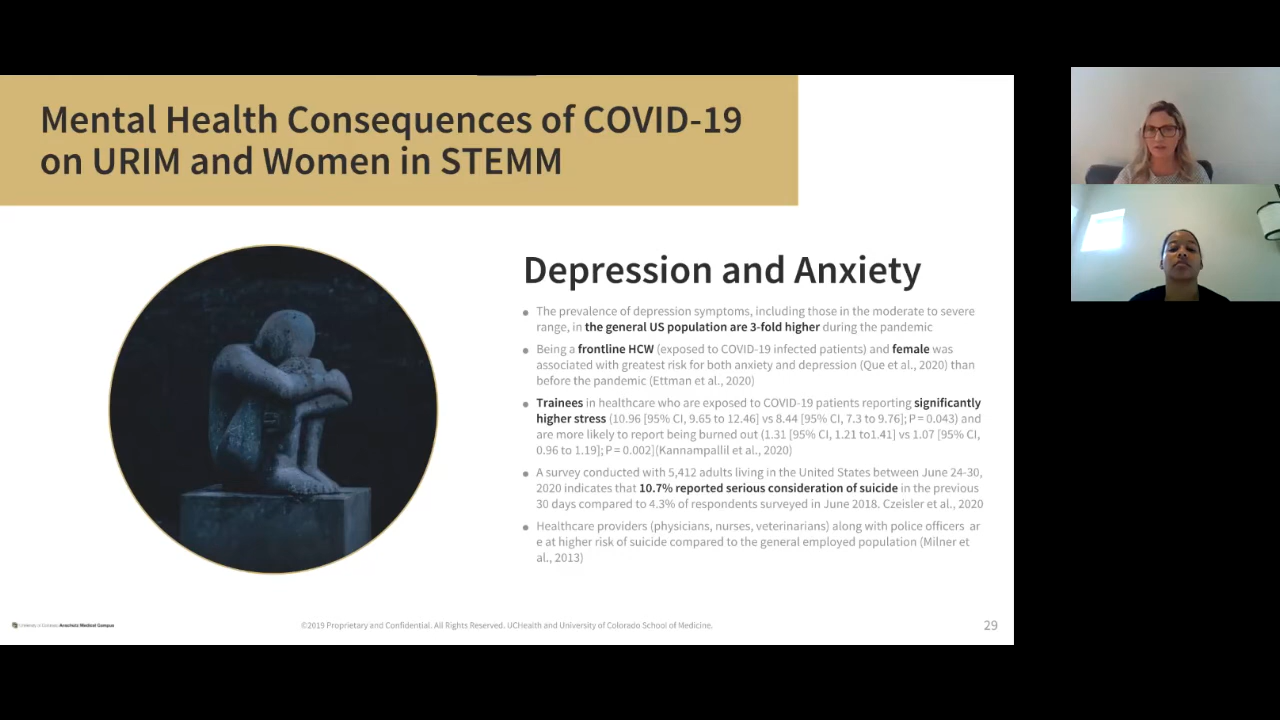 Mental Health Consequences of COVID-19
on URIM and Women in STEMM
Depression and Anxiety
• The prevalence of depression symptoms, including those in the moderate to severe
range, in the general US population are 3-fold higher during the pandemic
• Being a frontline HCW (exposed to COVID-19 infected patients) and female was
associated with greatest risk for both anxiety and depression (Que et al., 2020) than
before the pandemic (Ettman et al., 2020)
• Trainees in healthcare who are exposed to COVID-19 patients reporting significantly
higher stress (10.96 [95% CI, 9.65 to 12.46] vs 8.44 [95% CI, 7.3 to 9.76]; P = 0.043) and
are more likely to report being burned out (1.31 [95% CI, 1.21 to1.41] vs 1.07 [95% CI,
0.96 to 1.19]; P = 0.002](Kannampallil et al., 2020)
• A survey conducted with 5,412 adults living in the United States between June 24-30,
2020 indicates that 10.7% reported serious consideration of suicide in the previous
30 days compared to 4.3% of respondents surveyed in June 2018. Czeisler et al., 2020
• Healthcare providers (physicians, nurses, veterinarians) along with police officers ar
e at higher risk of suicide compared to the general employed population (Milner et
al., 2013)
University of Colorado Anschutz Medical Campus
©2019 Proprietary and Confidential. All Rights Reserved. UCHealth and University of Colorado School of Medicine.
29